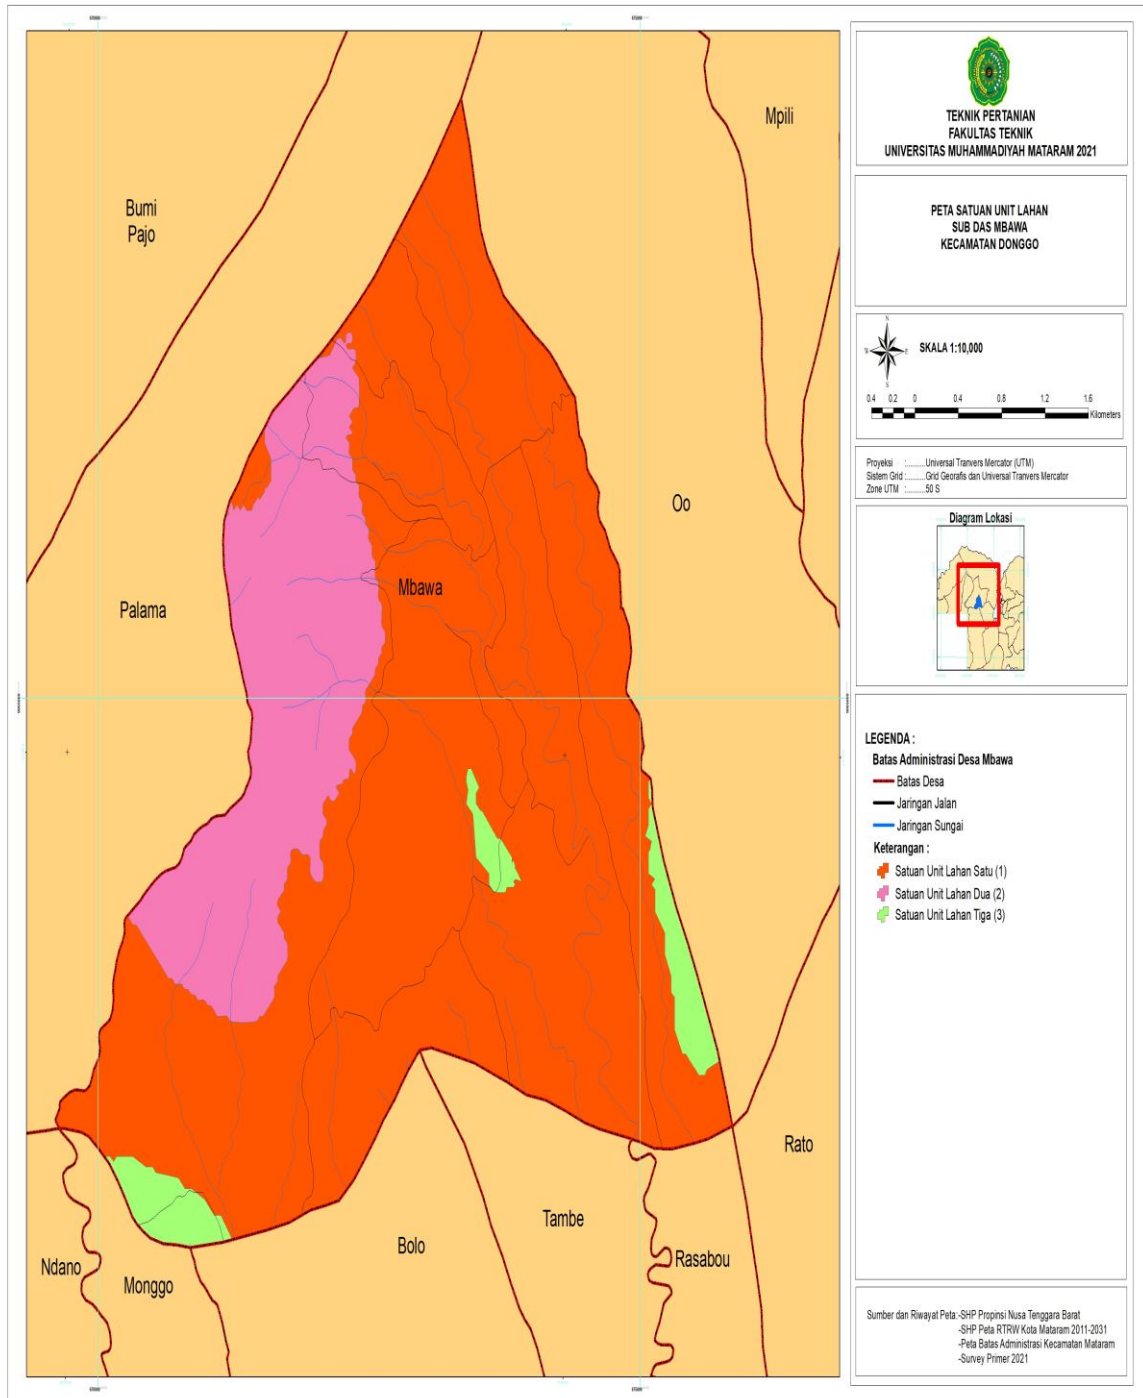 Mpili
Bumi
Pajo
Oo
Mbawa
Palama
Rato
Tambe
Bolo
Rasabou
Ndano
Monggo
TEKNIK PERTANIAN
FAKULTAS TEKNIK
UNIVERSITAS MUHAMMADIYAH MATARAM 2021
PETA SATUAN UNIT LAHAN
SUB DAS MBAWA
KECAMATAN DONGGO
N
W
E
S
SKALA 1:10,000
0.4 0.2 0 0.4 0.8 1.2 1.6
Kilometers
Proyeksi :.........Universal Tranvers Mercator (UTM)
Sistem Grid :.........Grid Georafis dan Universal Tranvers Mercator
Zone UTM :.........50 S
Diagram Lokasi
LEGENDA :
Batas Administrasi Desa Mbawa
Batas Desa
Jaringan Jalan
Jaringan Sungai
Keterangan :
Satuan Unit Lahan Satu (1)
Satuan Unit Lahan Dua (2)
Satuan Unit Lahan Tiga (3)
Sumber dan Riwayat Peta:-SHP Propinsi Nusa Tenggara Barat
-SHP Peta RTRW Kota Mataram 2011-2031
-Peta Batas Administrasi Kecamatan Mataram
-Survey Primer 2021